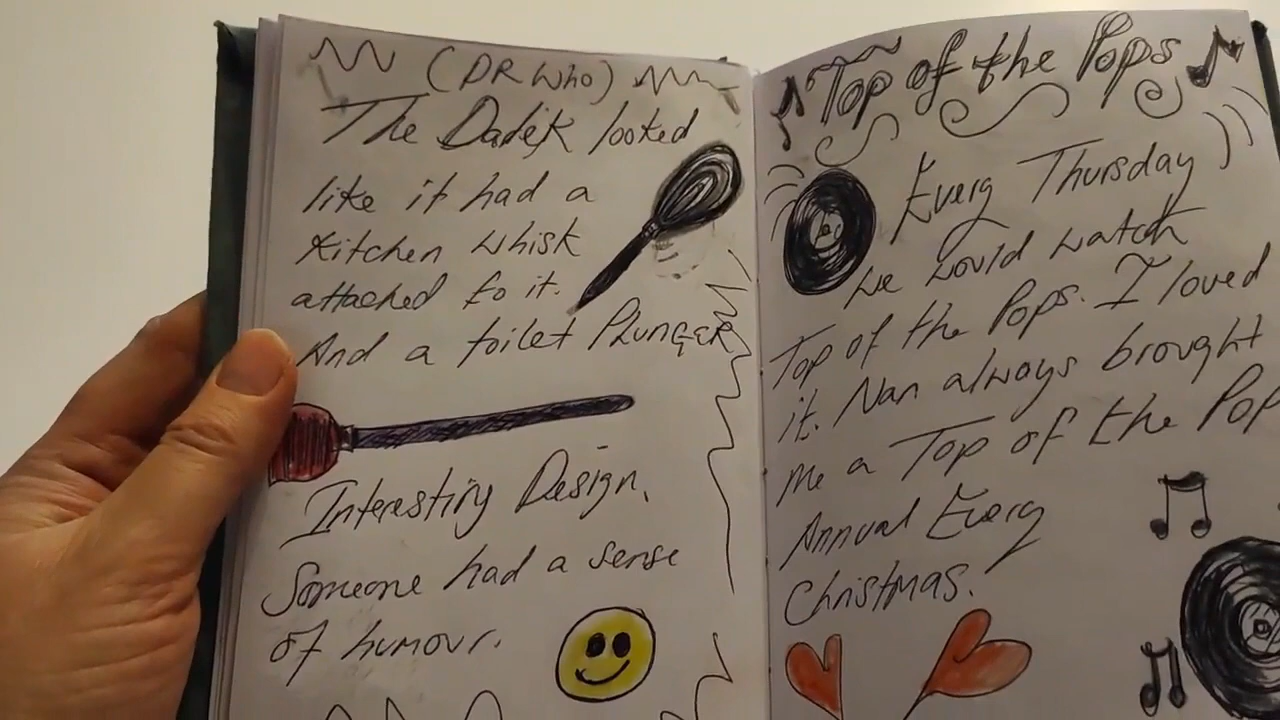 (DR Who)
The Dadelk looked
like it had a
Kitchen whisk
attached to it.
And a toilet PLUNGER
Interesting Design.
Someone had a sense
of humour.
Top of the Pops
Every Thursday
we would watch
Top of the Pops. I loved
it. Nan always brought
me a Top of the Pop
Annual Every
Christmas.